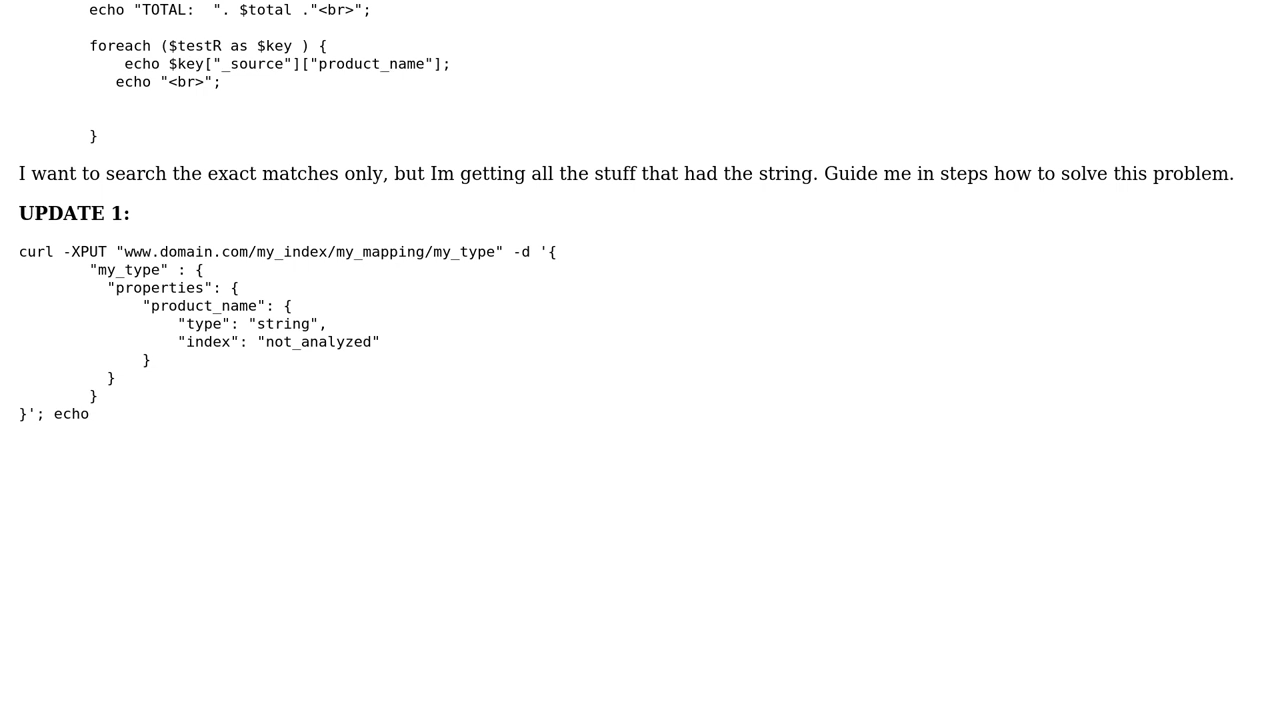 echo "TOTAL:  ". $total ."<br>";
foreach ($testR as $key ) {
echo $key["_source"]["product_name"];
echo "<br>";
}
I want to search the exact matches only, but Im getting all the stuff that had the string. Guide me in steps how to solve this problem.
UPDATE 1:
curl -XPUT "www.domain.com/my_index/my_mapping/my_type" -d '{
"my_type" : {
"properties": {
"product_name": {
"type": "string",
"index": "not_analyzed"
}
}
}
}'; echo